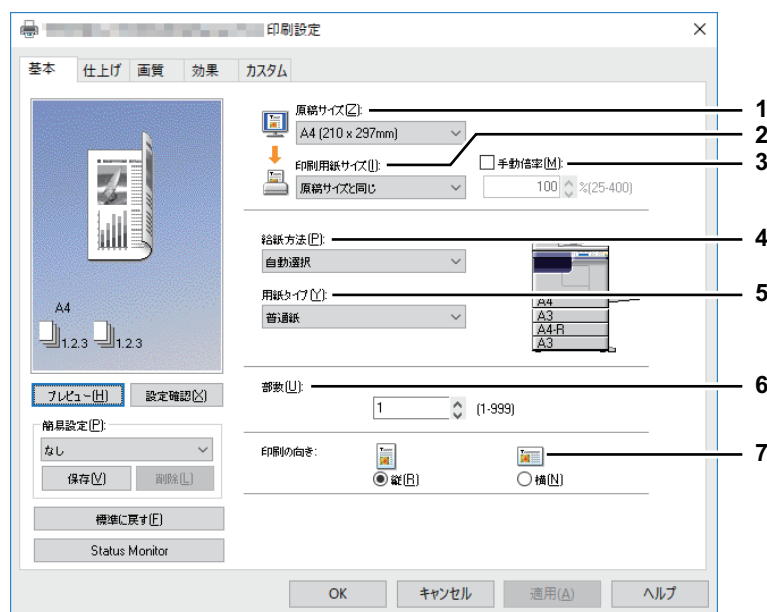 印刷設定
基本 仕上げ 画質 効果 カスタム
原稿サイズ(Z): 1
A4 (210 x 297mm)
2
印刷用紙サイズ(I): 手動倍率(M): 3
原稿サイズと同じ 100 %(25-400)
給紙方法(P): 4
自動選択
用紙タイプ(Y): 5
普通紙
A4
A3
A4-R
A3
A4
1.2.3 1.2.3
プレビュー(H) 設定確認(X)
部数(U): 6
1 (1-999)
簡易設定(P):
なし
保存(V) 削除(L)
印刷の向き: 7
縦(R) 横(N)
標準に戻す(F)
Status Monitor
OK キャンセル 適用(A) ヘルプ